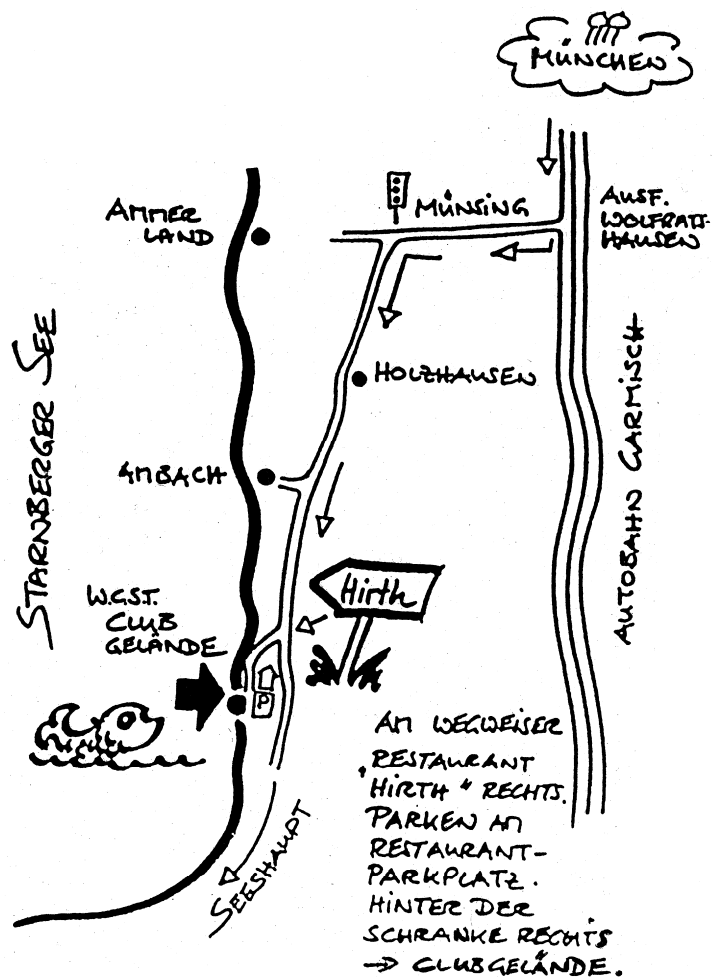 MÜNCHEN
AMMER
LAND
MÜNSING
AUSF.
WOLFRATS-
HAUSEN
HOLZHAUSEN
STARNBERGER SEE
AUTOBAHN GARMISCH
AMBACH
W.G.S.T.
CLUB
GELÄNDE
Hirth
P
AM WEGWEISER
RESTAURANT
„HIRTH“ RECHTS.
PARKEN AM
RESTAURANT-
PARKPLATZ.
HINTER DER
SCHRANKE RECHTS
→ CLUBGELÄNDE.
SEESHAUPT